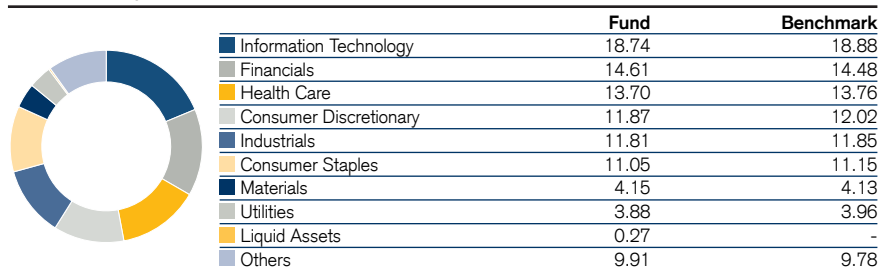 Fund Benchmark
Information Technology 18.74 18.88
Financials 14.61 14.48
Health Care 13.70 13.76
Consumer Discretionary 11.87 12.02
Industrials 11.81 11.85
Consumer Staples 11.05 11.15
Materials 4.15 4.13
Utilities 3.88 3.96
Liquid Assets 0.27 -
Others 9.91 9.78